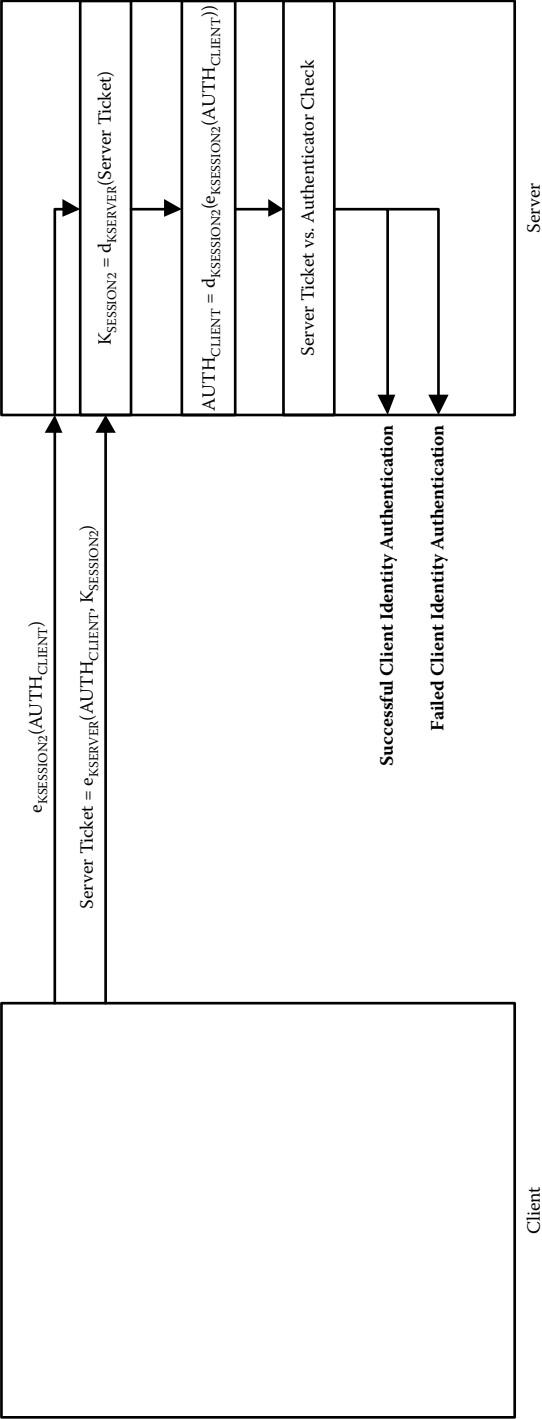 e_KSESSION2(AUTH_CLIENT)
Server Ticket = e_KSERVER(AUTH_CLIENT, K_SESSION2)
K_SESSION2 = d_KSERVER(Server Ticket)
AUTH_CLIENT = d_KSESSION2(e_KSESSION2(AUTH_CLIENT))
Server Ticket vs. Authenticator Check
Successful Client Identity Authentication
Failed Client Identity Authentication
Client
Server